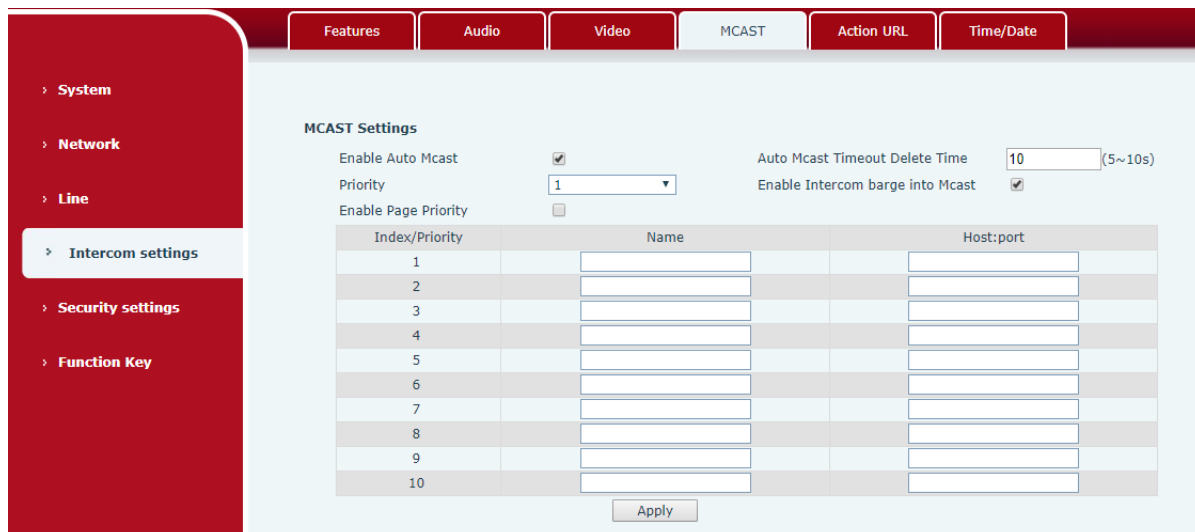 Features Audio Video MCAST Action URL Time/Date
› System
› Network
› Line
› Intercom settings
› Security settings
› Function Key
MCAST Settings
Enable Auto Mcast Auto Mcast Timeout Delete Time 10 (5~10s)
Priority 1 Enable Intercom barge into Mcast
Enable Page Priority
Index/Priority Name Host:port
1
2
3
4
5
6
7
8
9
10
Apply